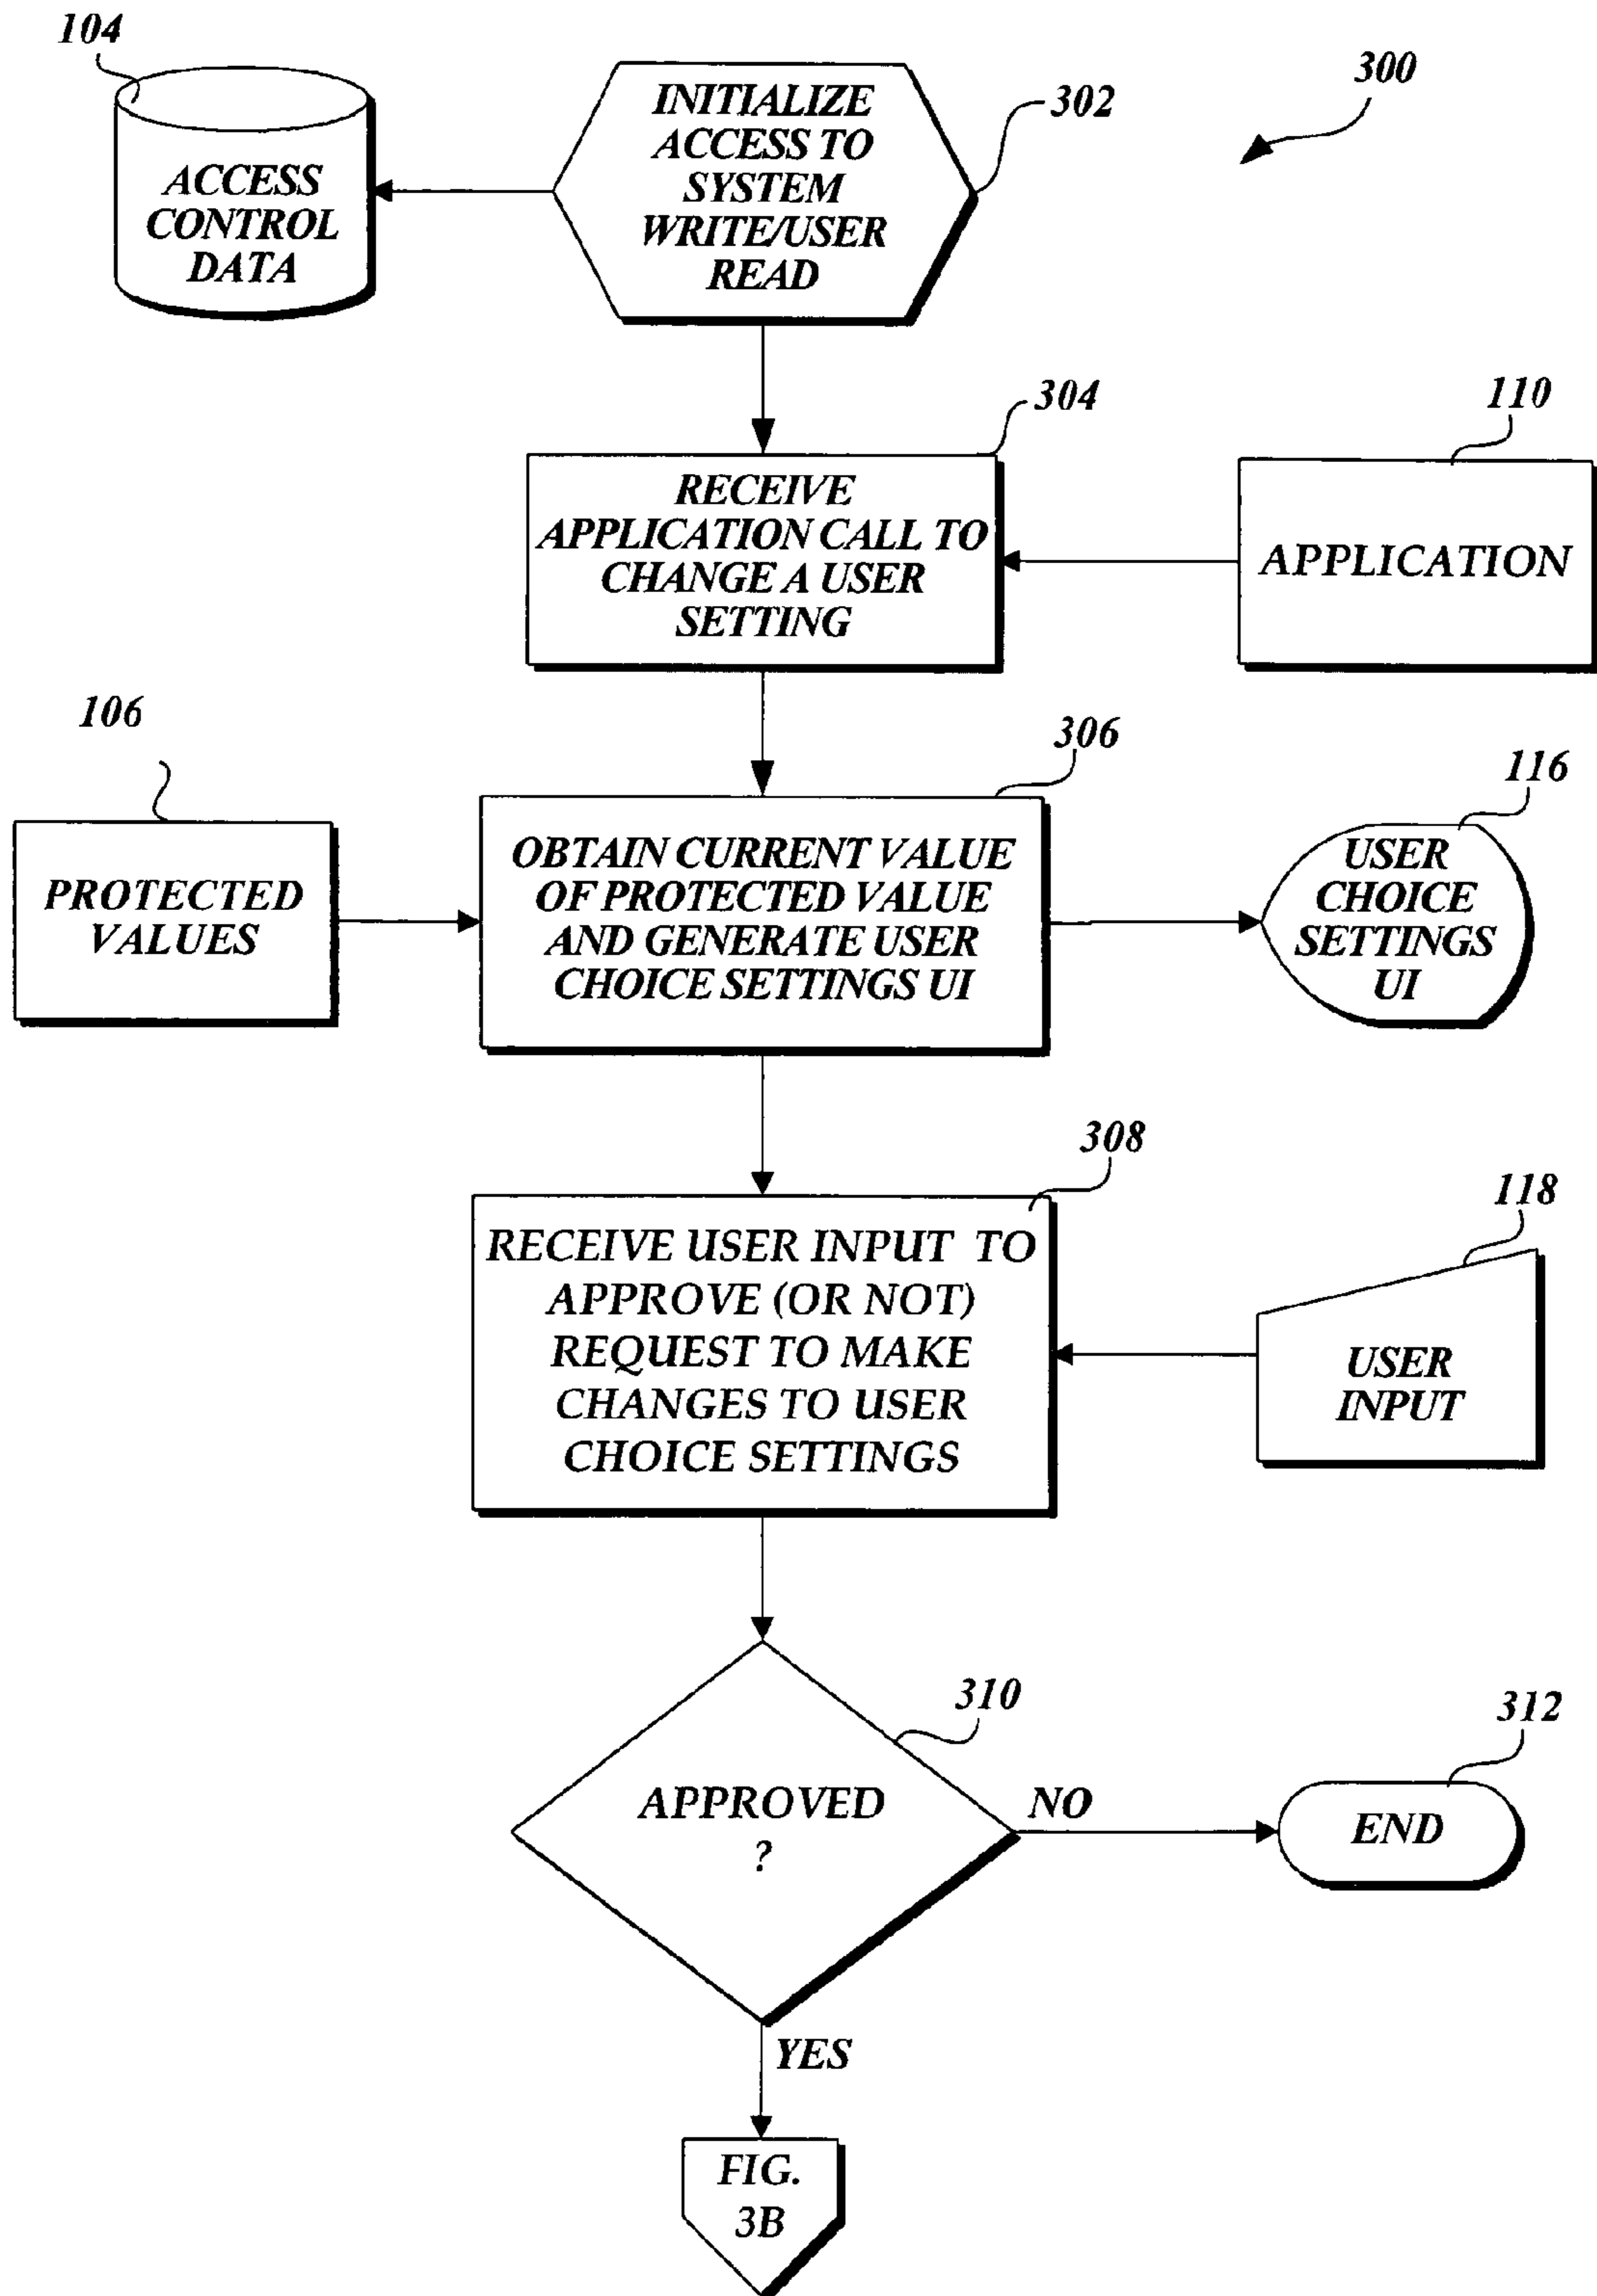 104
300
302
INITIALIZE
ACCESS TO
SYSTEM
WRITE/USER
READ
ACCESS
CONTROL
DATA
304
110
RECEIVE
APPLICATION CALL TO
CHANGE A USER
SETTING
APPLICATION
106
306
116
PROTECTED
VALUES
OBTAIN CURRENT VALUE
OF PROTECTED VALUE
AND GENERATE USER
CHOICE SETTINGS UI
USER
CHOICE
SETTINGS
UI
308
118
RECEIVE USER INPUT TO
APPROVE (OR NOT)
REQUEST TO MAKE
CHANGES TO USER
CHOICE SETTINGS
USER
INPUT
310
312
APPROVED
?
NO
END
YES
FIG.
3B